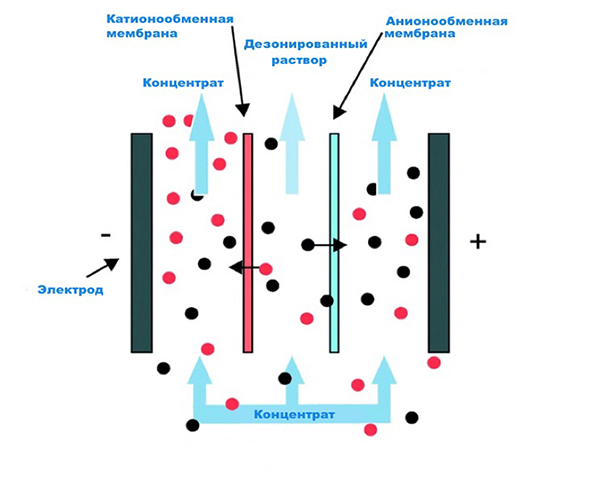 Катионообменная
мембрана
Анионообменная
мембрана
Дезонированный
раствор
Концентрат
Концентрат
-
+
Электрод
Концентрат